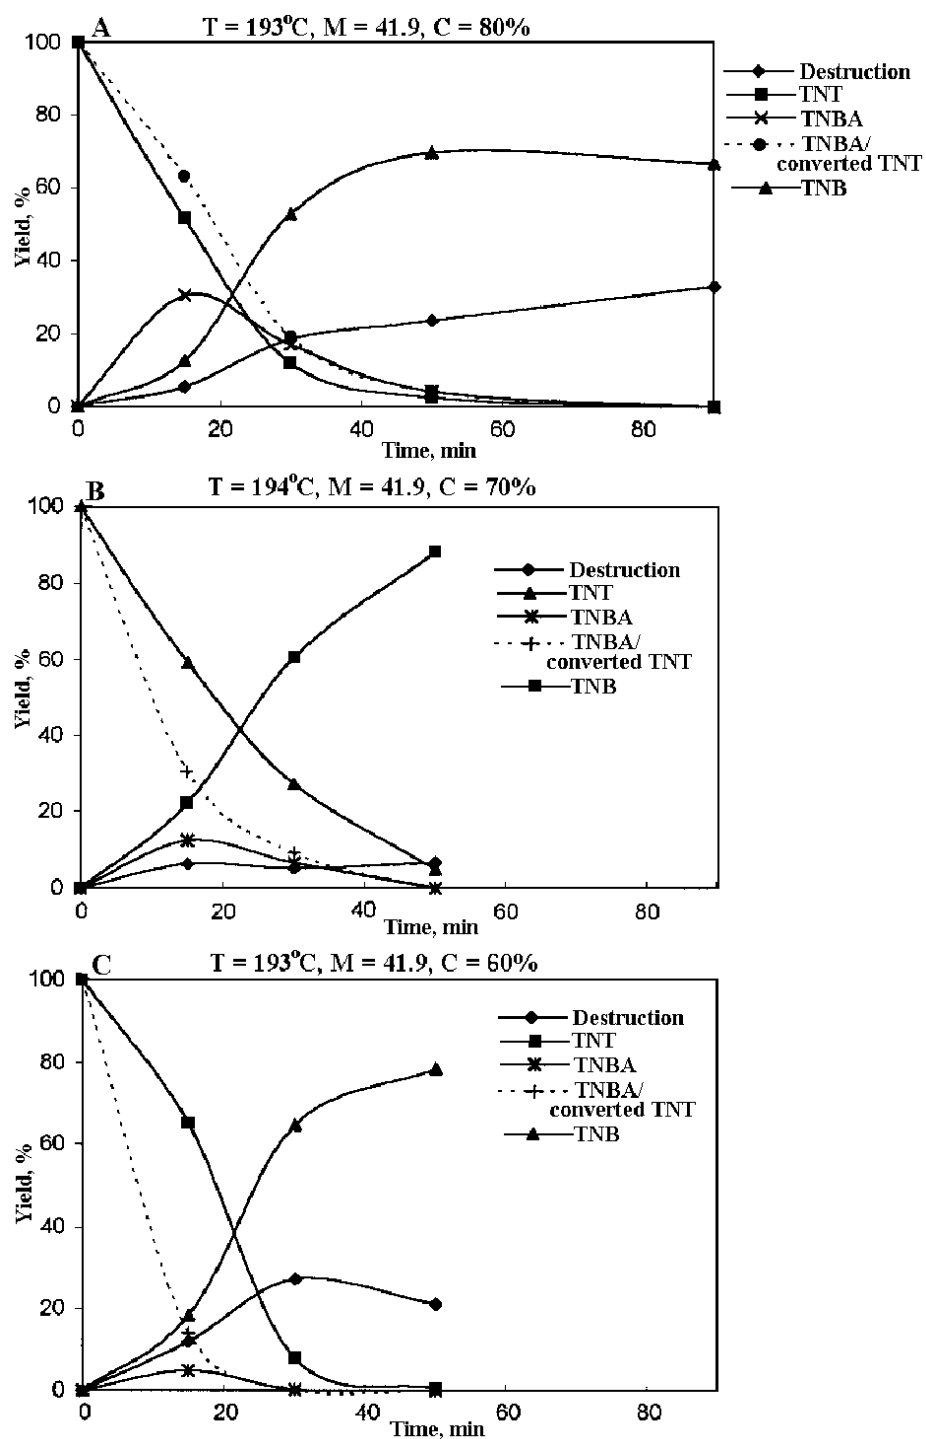 A
T = 193°C, M = 41.9, C = 80%
100
80
60
40
20
0
Yield, %
0 20 40 60 80
Time, min
Destruction
TNT
TNBA
TNBA/
converted TNT
TNB
B
T = 194°C, M = 41.9, C = 70%
100
80
60
40
20
0
Yield, %
0 20 40 60 80
Time, min
Destruction
TNT
TNBA
TNBA/
converted TNT
TNB
C
T = 193°C, M = 41.9, C = 60%
100
80
60
40
20
0
Yield, %
0 20 40 60 80
Time, min
Destruction
TNT
TNBA
TNBA/
converted TNT
TNB